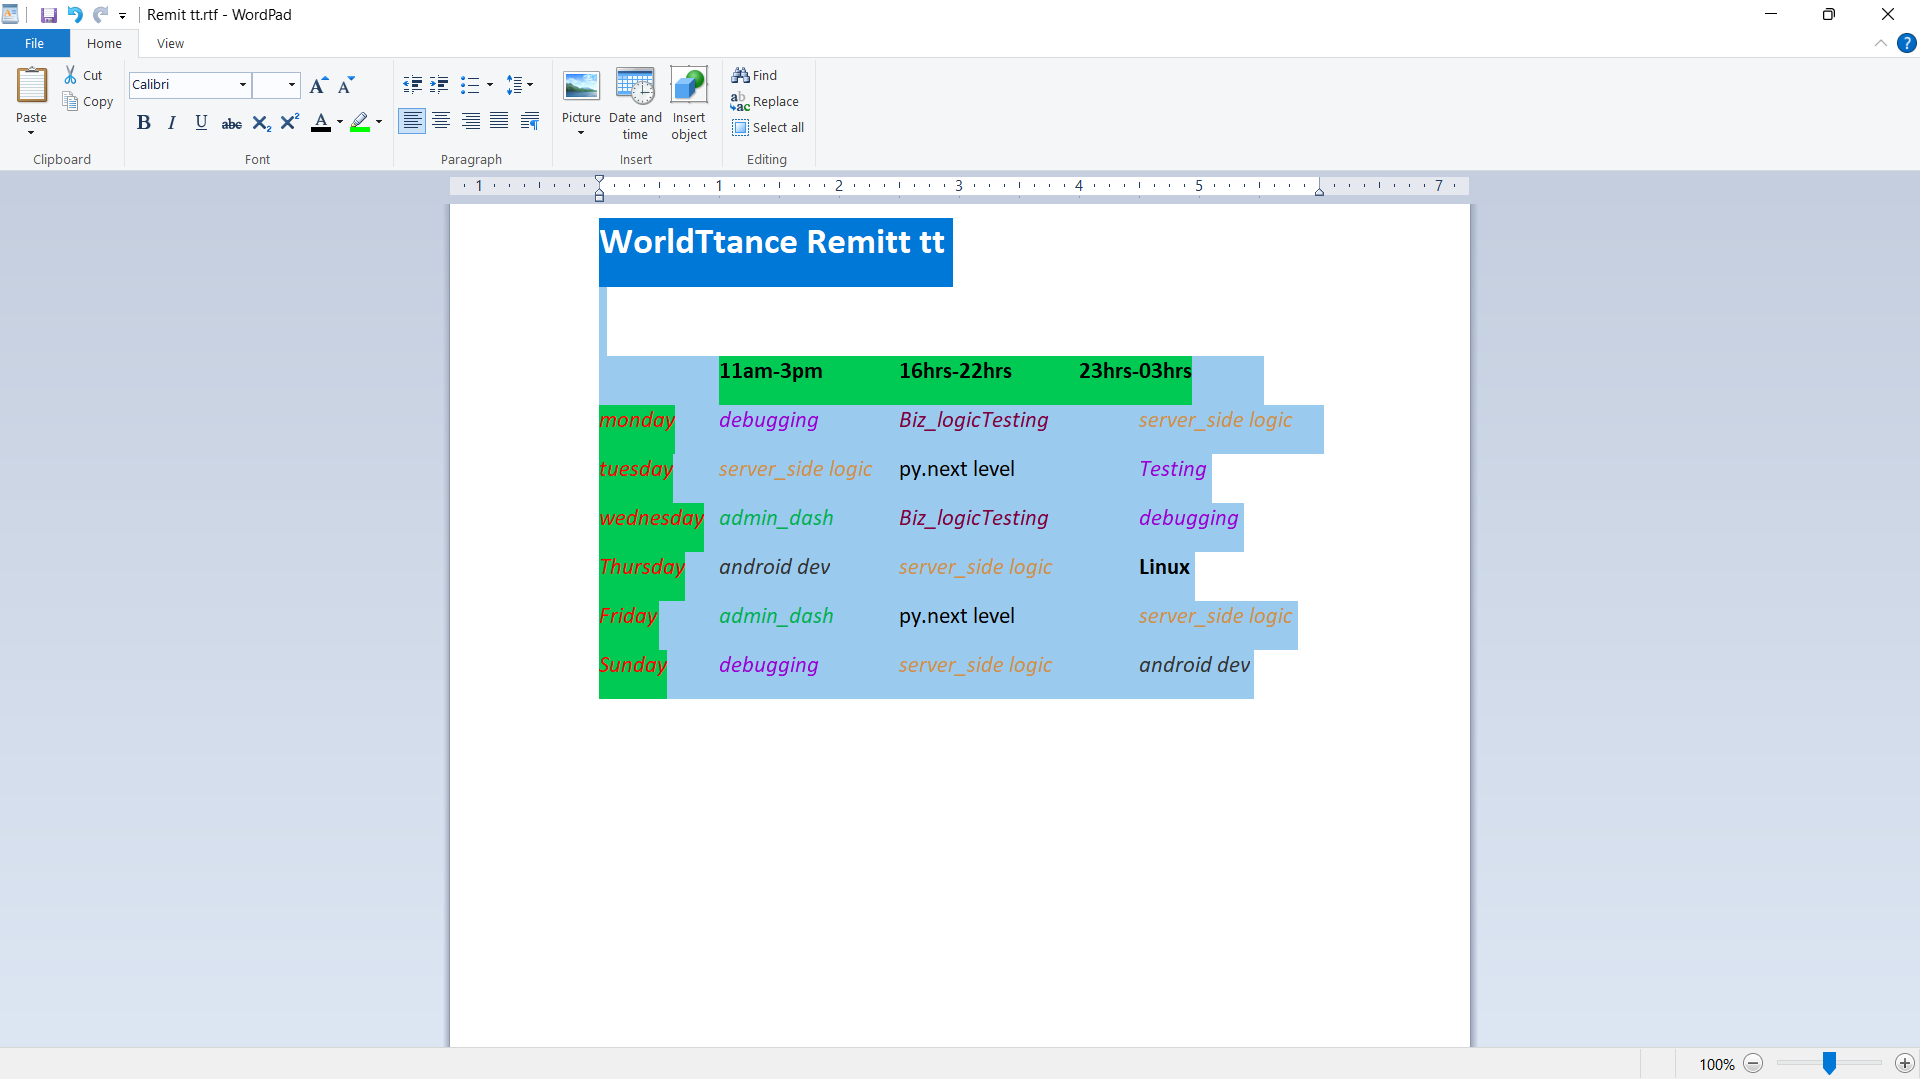 Remit tt.rtf - WordPad
File Home View
Paste
Cut
Copy
Clipboard
Calibri
B I U abc X₂ X² A
Font
Paragraph
Picture
Date and time
Insert object
Insert
Find
Replace
Select all
Editing
1 1 2 3 4 5 7
WorldTtance Remitt tt
11am-3pm 16hrs-22hrs 23hrs-03hrs
monday debugging Biz_logicTesting server_side logic
tuesday server_side logic py.next level Testing
wednesday admin_dash Biz_logicTesting debugging
Thursday android dev server_side logic Linux
Friday admin_dash py.next level server_side logic
Sunday debugging server_side logic android dev
100%